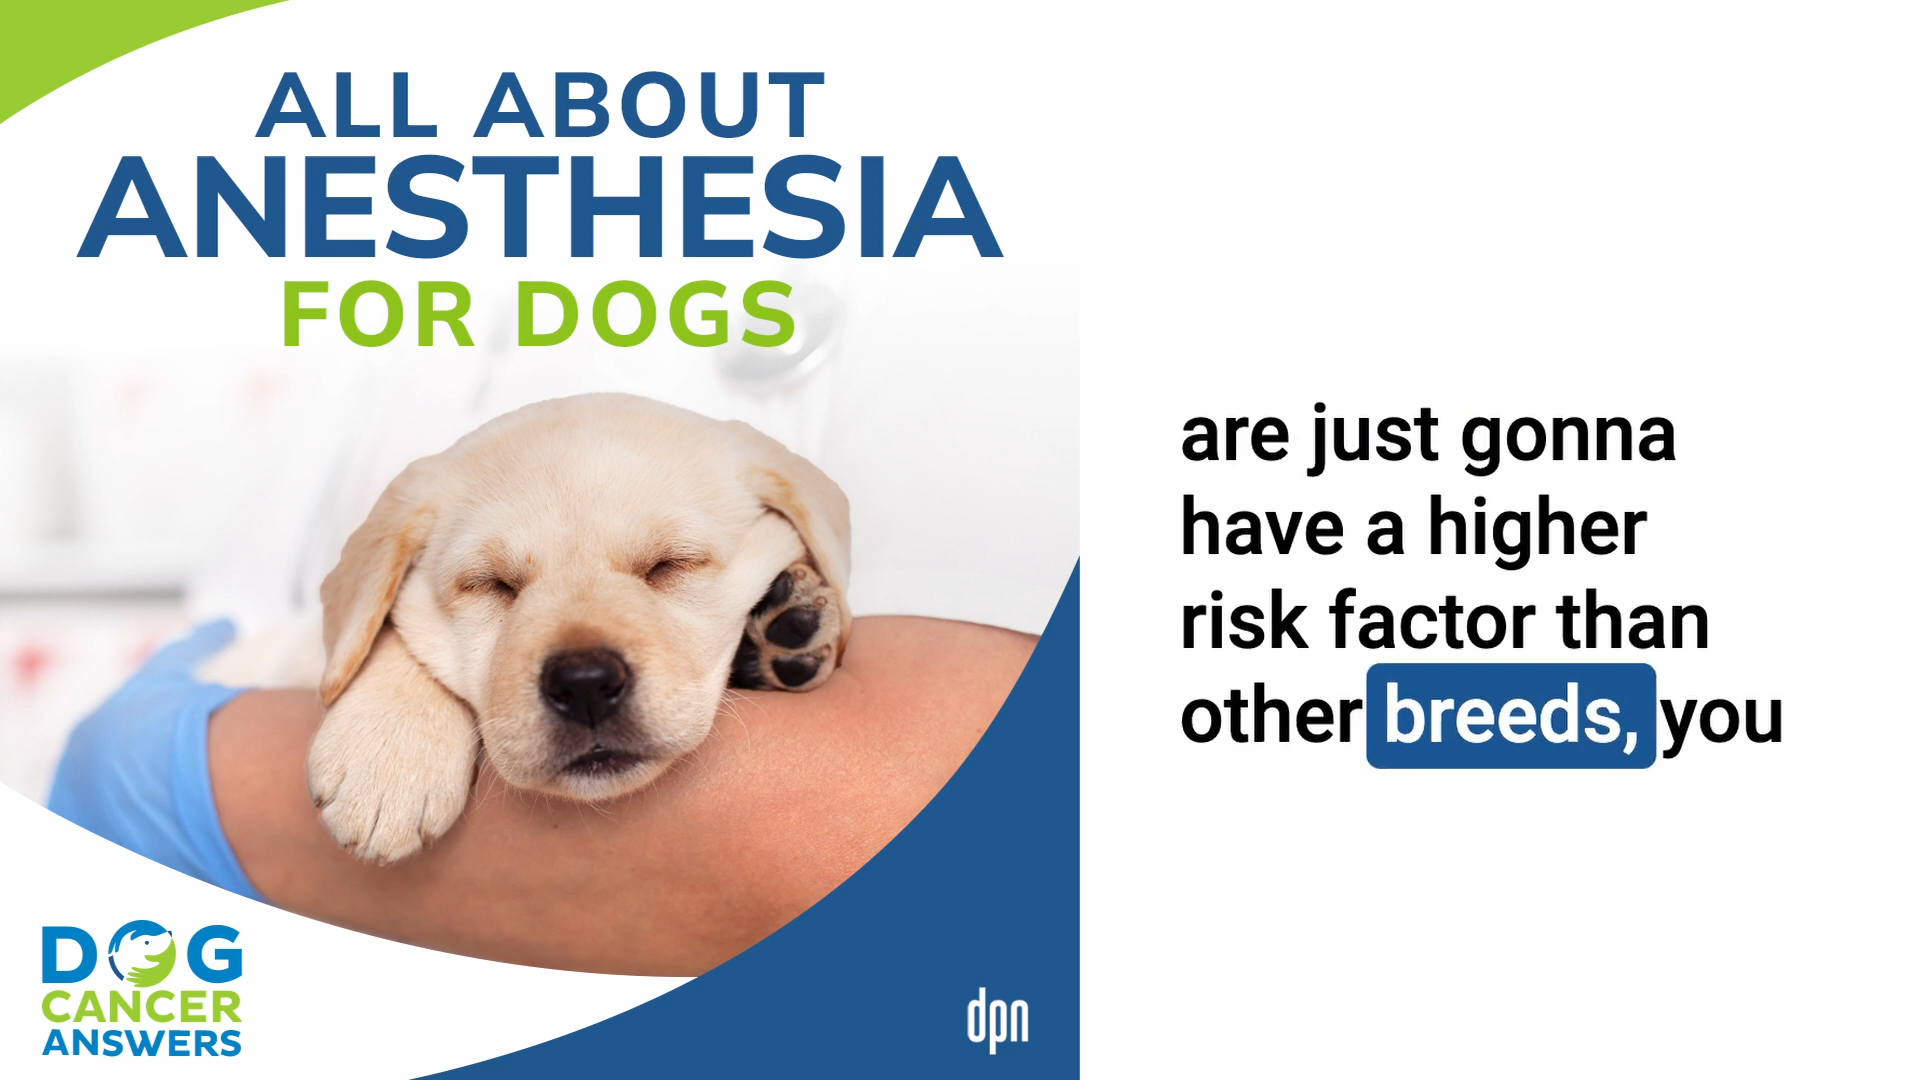 ALL ABOUT
ANESTHESIA
FOR DOGS
are just gonna
have a higher
risk factor than
other breeds, you
DOG
CANCER
ANSWERS
dpn